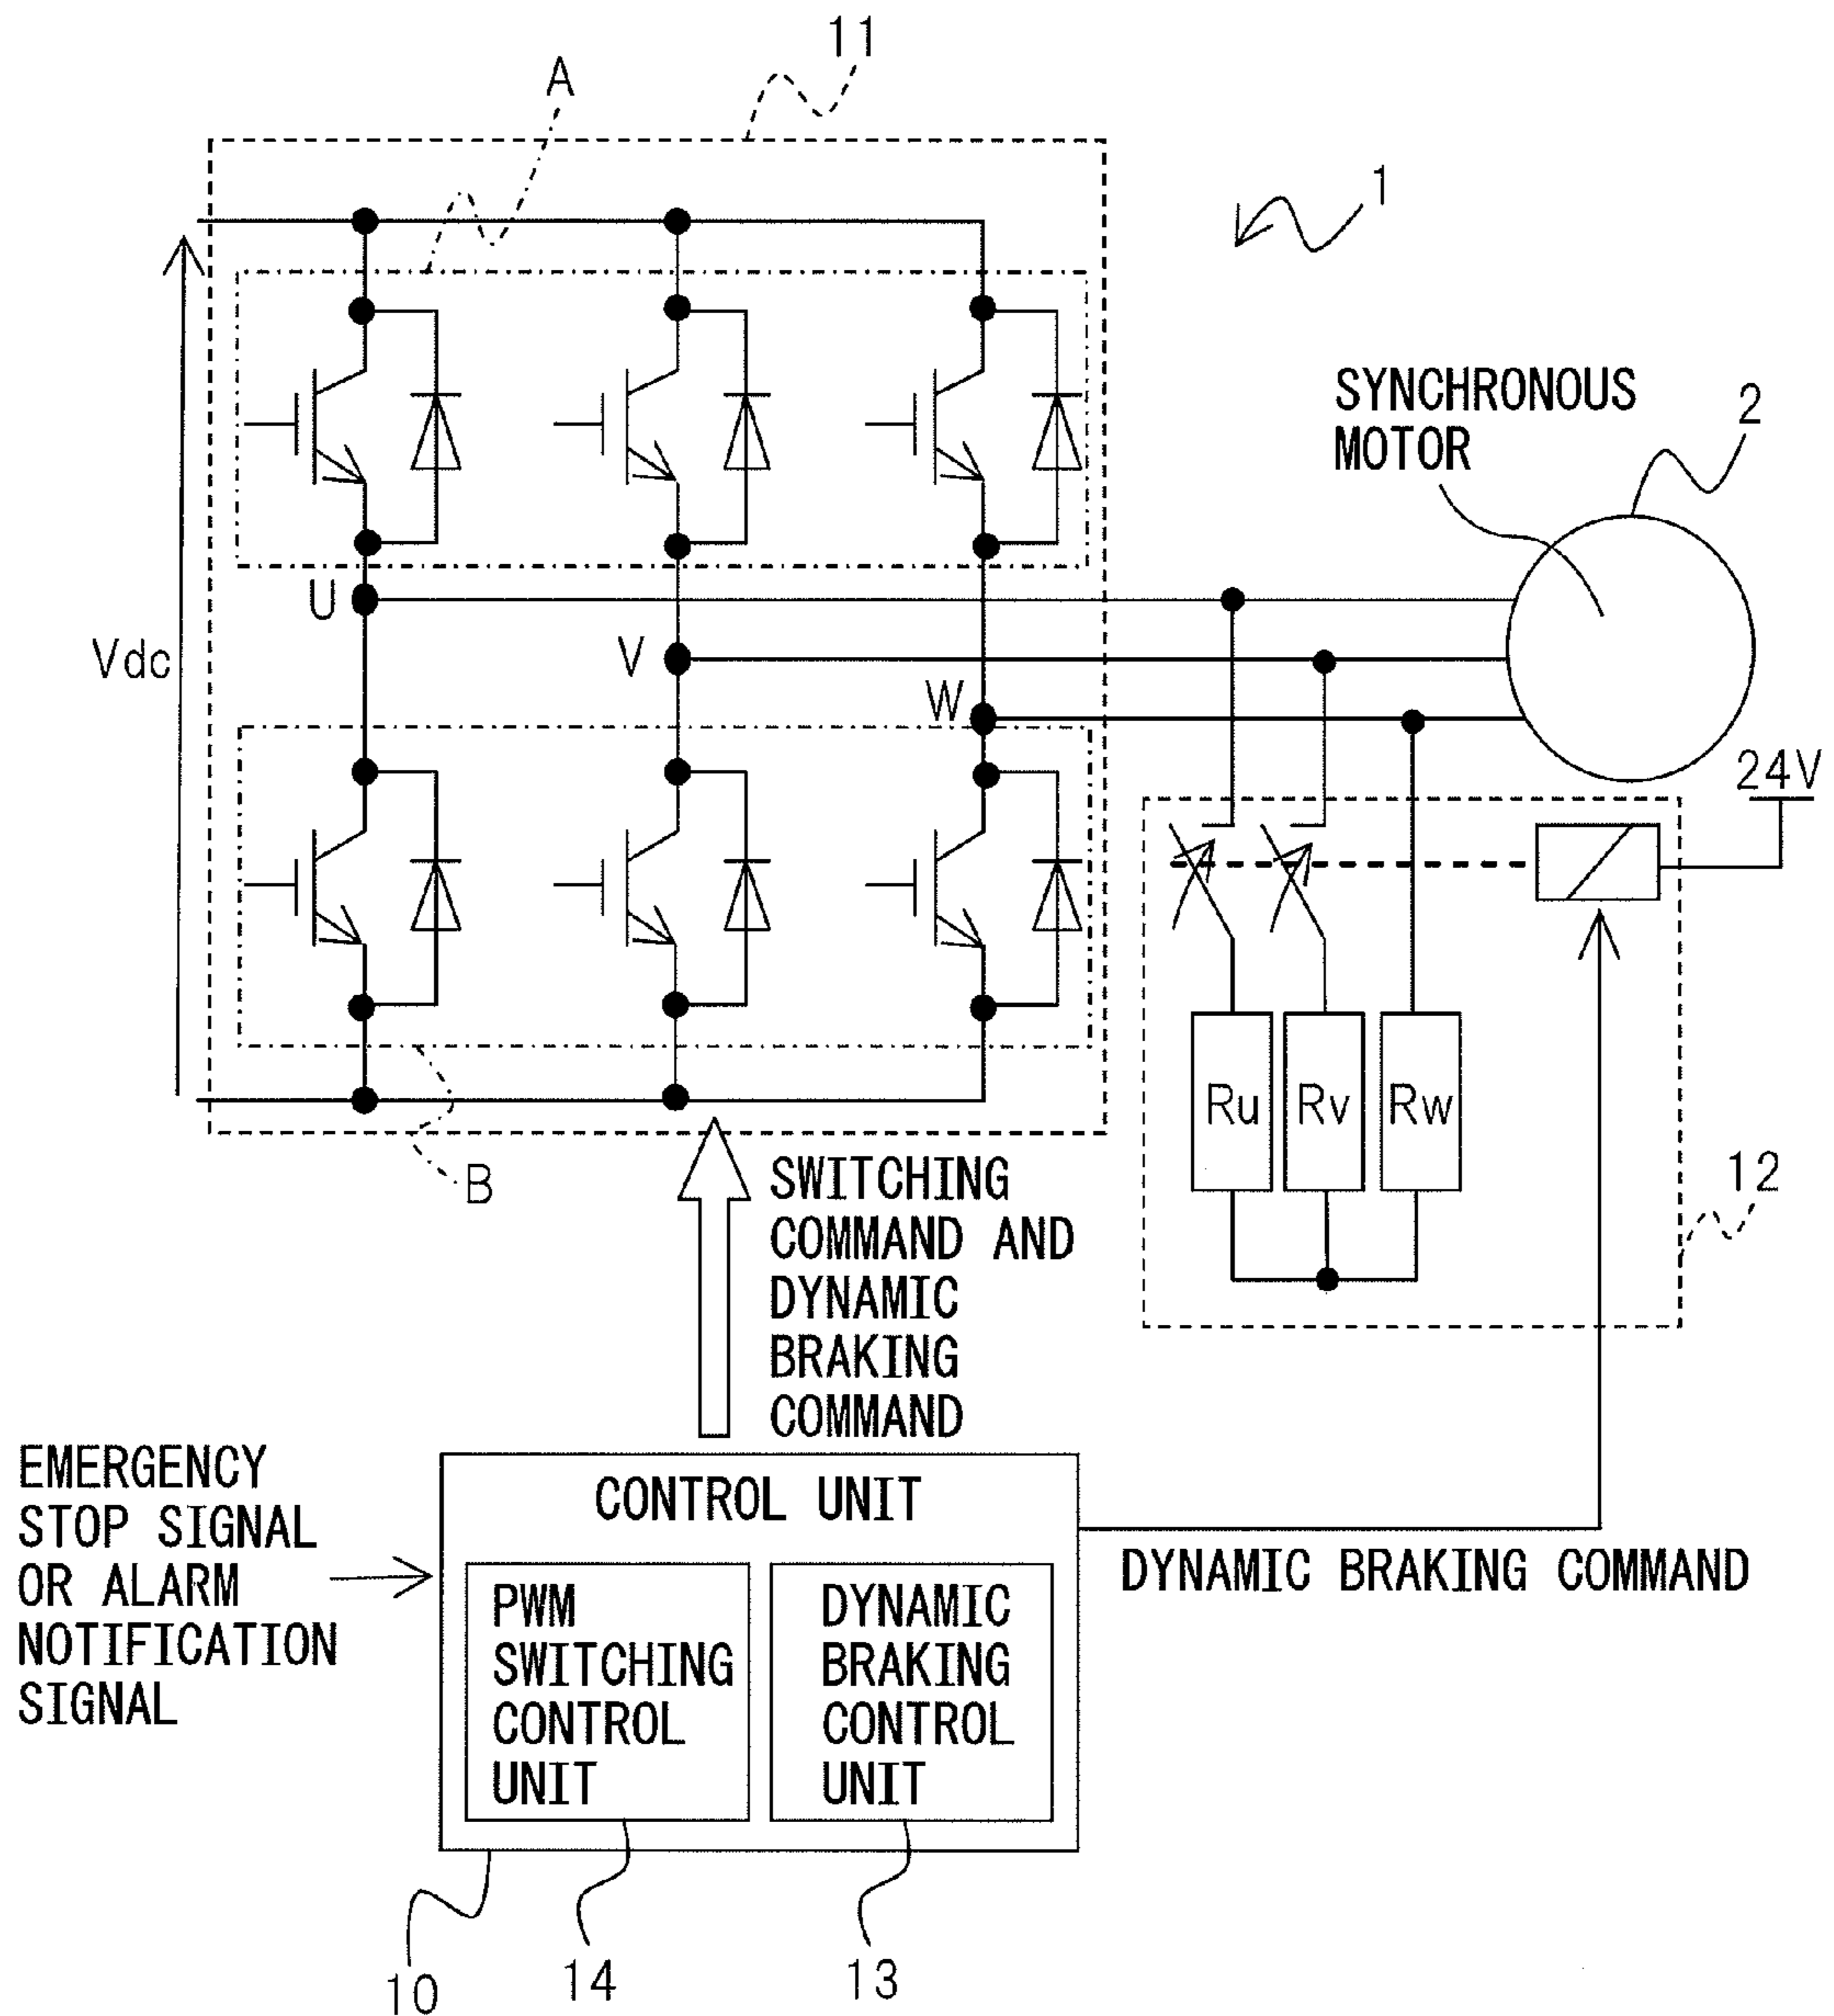 11
A
1
SYNCHRONOUS
MOTOR
2
U
Vdc
V
W
24V
Ru
Rv
Rw
B
12
SWITCHING
COMMAND AND
DYNAMIC
BRAKING
COMMAND
EMERGENCY
STOP SIGNAL
OR ALARM
NOTIFICATION
SIGNAL
CONTROL UNIT
DYNAMIC BRAKING COMMAND
PWM
SWITCHING
CONTROL
UNIT
DYNAMIC
BRAKING
CONTROL
UNIT
10
14
13